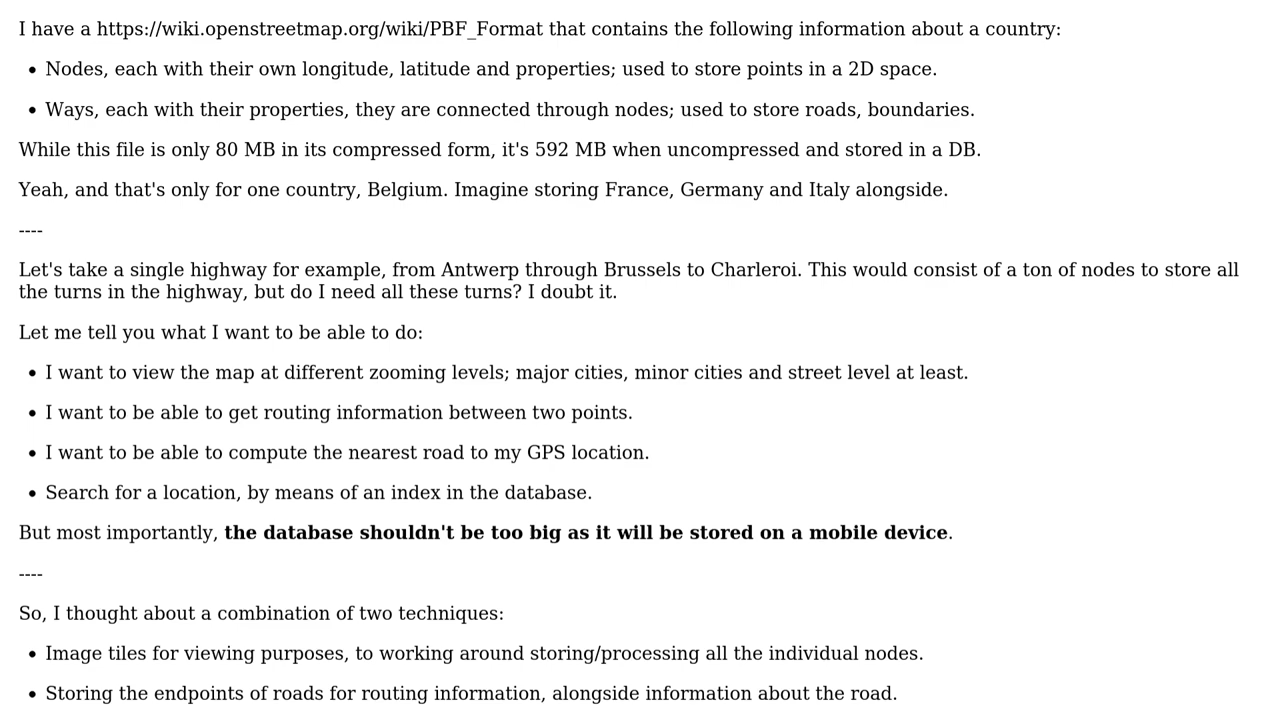 I have a https://wiki.openstreetmap.org/wiki/PBF_Format that contains the following information about a country:
• Nodes, each with their own longitude, latitude and properties; used to store points in a 2D space.
• Ways, each with their properties, they are connected through nodes; used to store roads, boundaries.
While this file is only 80 MB in its compressed form, it's 592 MB when uncompressed and stored in a DB.
Yeah, and that's only for one country, Belgium. Imagine storing France, Germany and Italy alongside.
----
Let's take a single highway for example, from Antwerp through Brussels to Charleroi. This would consist of a ton of nodes to store all
the turns in the highway, but do I need all these turns? I doubt it.
Let me tell you what I want to be able to do:
• I want to view the map at different zooming levels; major cities, minor cities and street level at least.
• I want to be able to get routing information between two points.
• I want to be able to compute the nearest road to my GPS location.
• Search for a location, by means of an index in the database.
But most importantly, the database shouldn't be too big as it will be stored on a mobile device.
----
So, I thought about a combination of two techniques:
• Image tiles for viewing purposes, to working around storing/processing all the individual nodes.
• Storing the endpoints of roads for routing information, alongside information about the road.